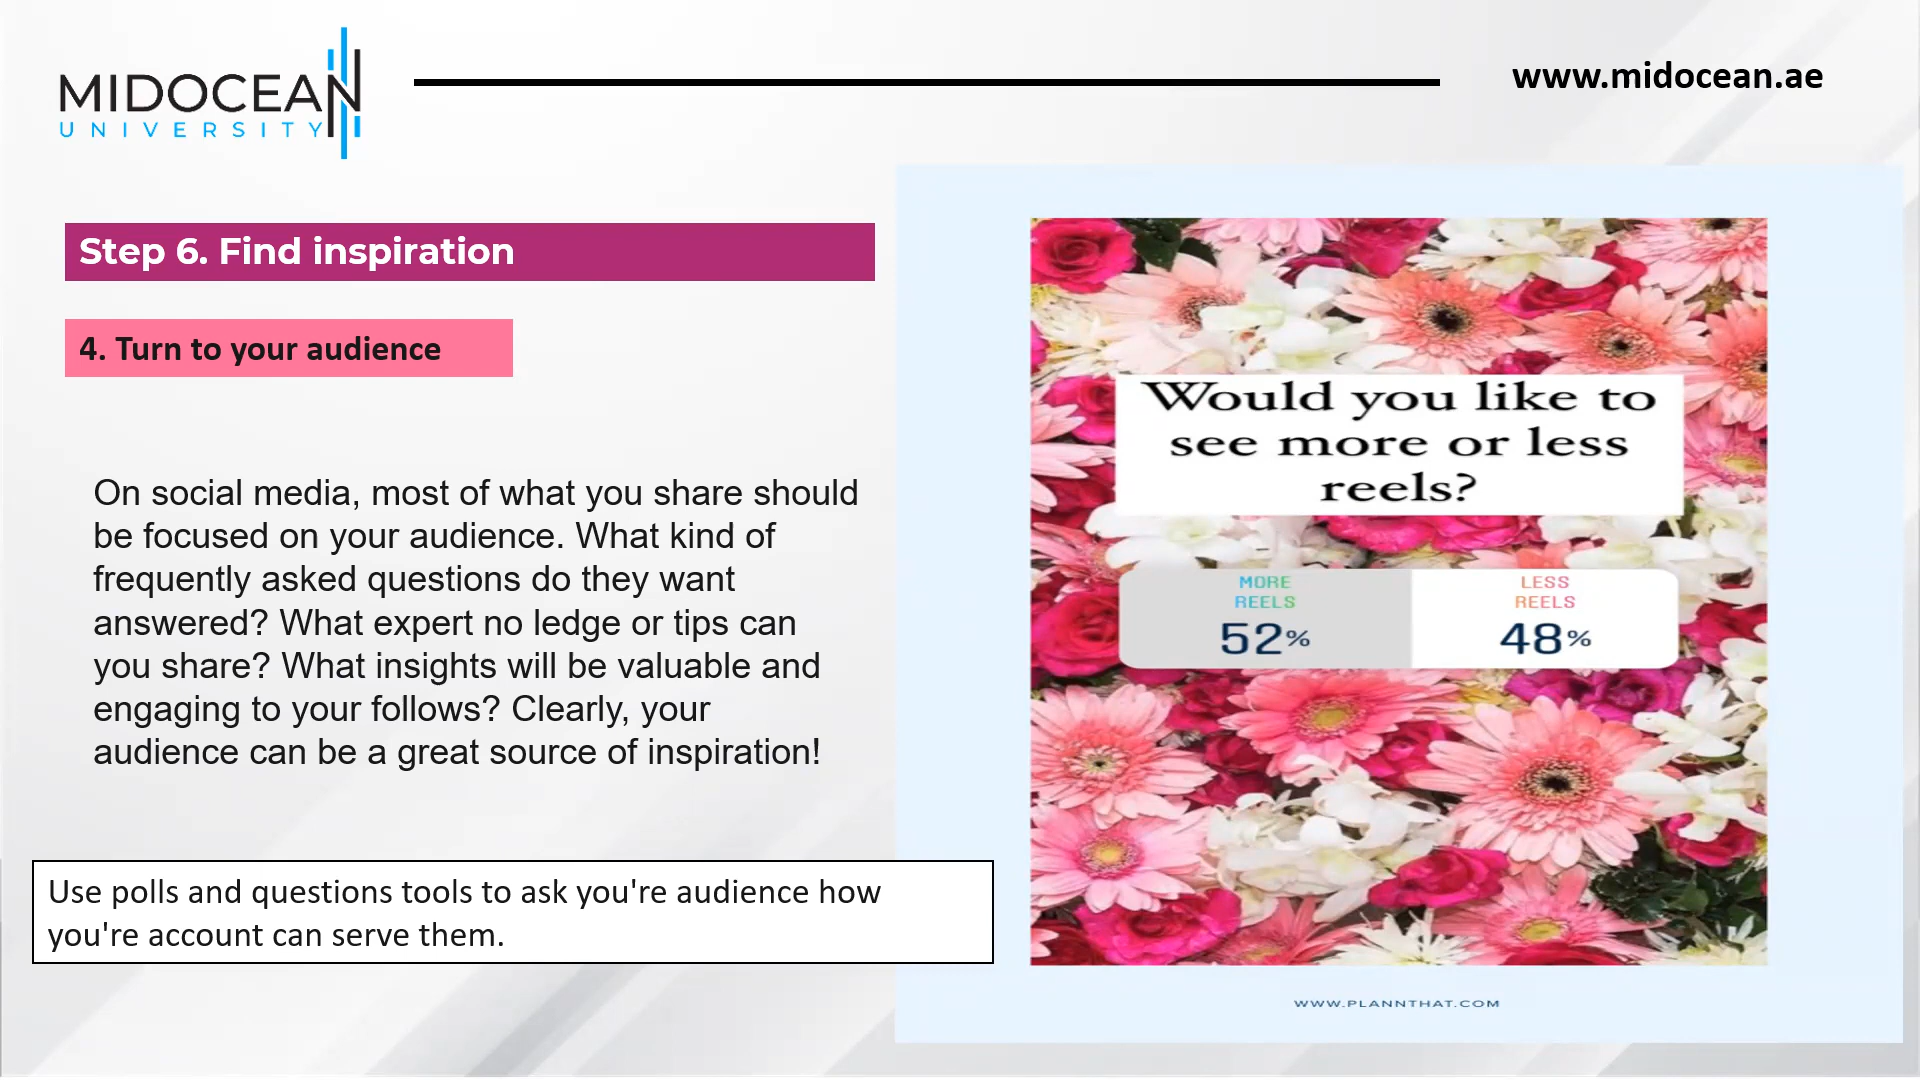 MIDOCEAN
UNIVERSITY
www.midocean.ae
Step 6. Find inspiration
4. Turn to your audience
On social media, most of what you share should
be focused on your audience. What kind of
frequently asked questions do they want
answered? What expert no ledge or tips can
you share? What insights will be valuable and
engaging to your follows? Clearly, your
audience can be a great source of inspiration!
Use polls and questions tools to ask you're audience how
you're account can serve them.
Would you like to
see more or less
reels?
MORE
REELS
52%
LESS
REELS
48%
WWW.PLANNTHAT.COM